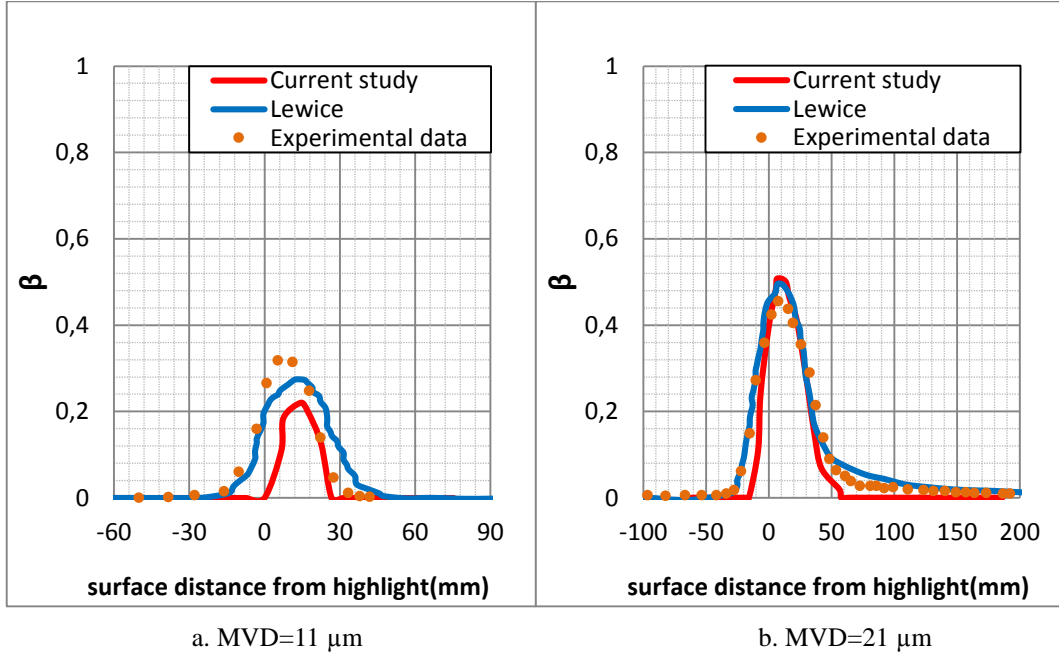 1
0,8
0,6
0,4
0,2
0
β
-60 -30 0 30 60 90
Current study
Lewice
Experimental data
surface distance from highlight(mm)
a. MVD=11 µm
1
0,8
0,6
0,4
0,2
0
β
-100 -50 0 50 100 150 200
Current study
Lewice
Experimental data
surface distance from highlight(mm)
b. MVD=21 µm